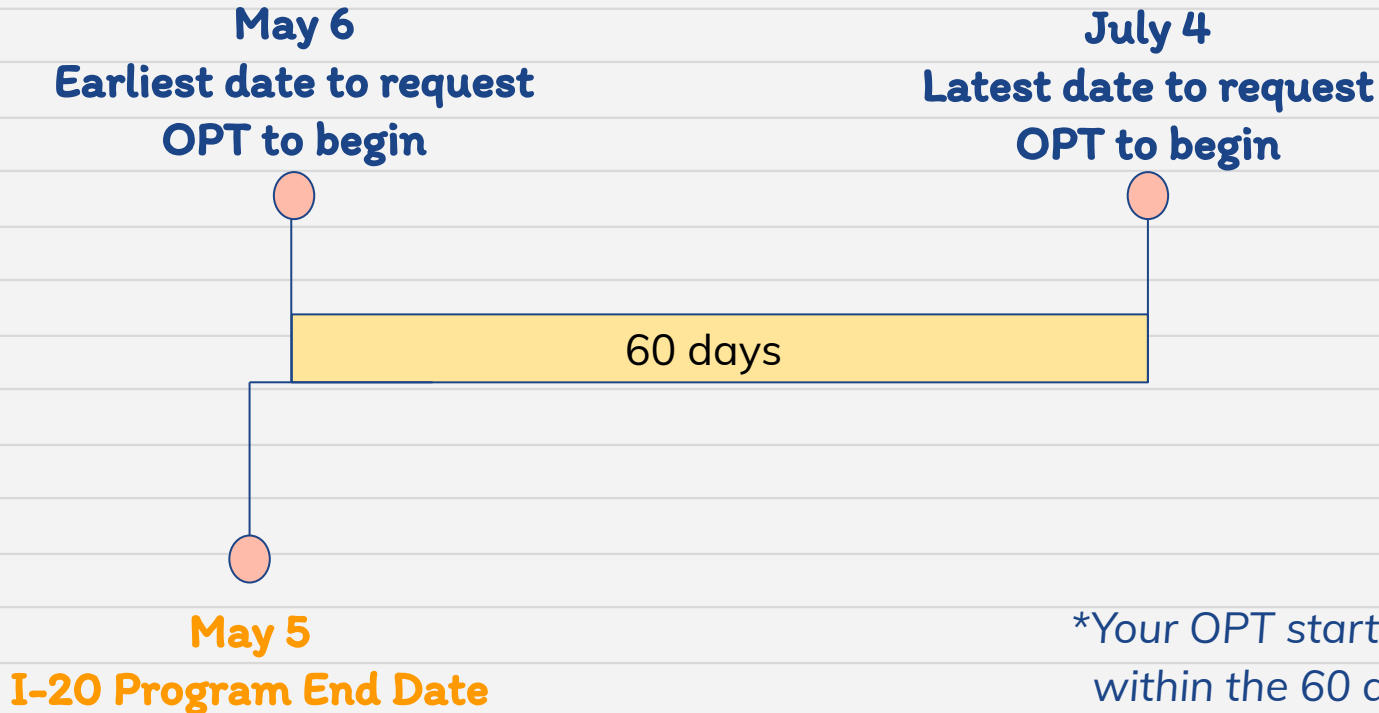 May 6
Earliest date to request
OPT to begin
July 4
Latest date to request
OPT to begin
60 days
May 5
I-20 Program End Date
*Your OPT start
within the 60